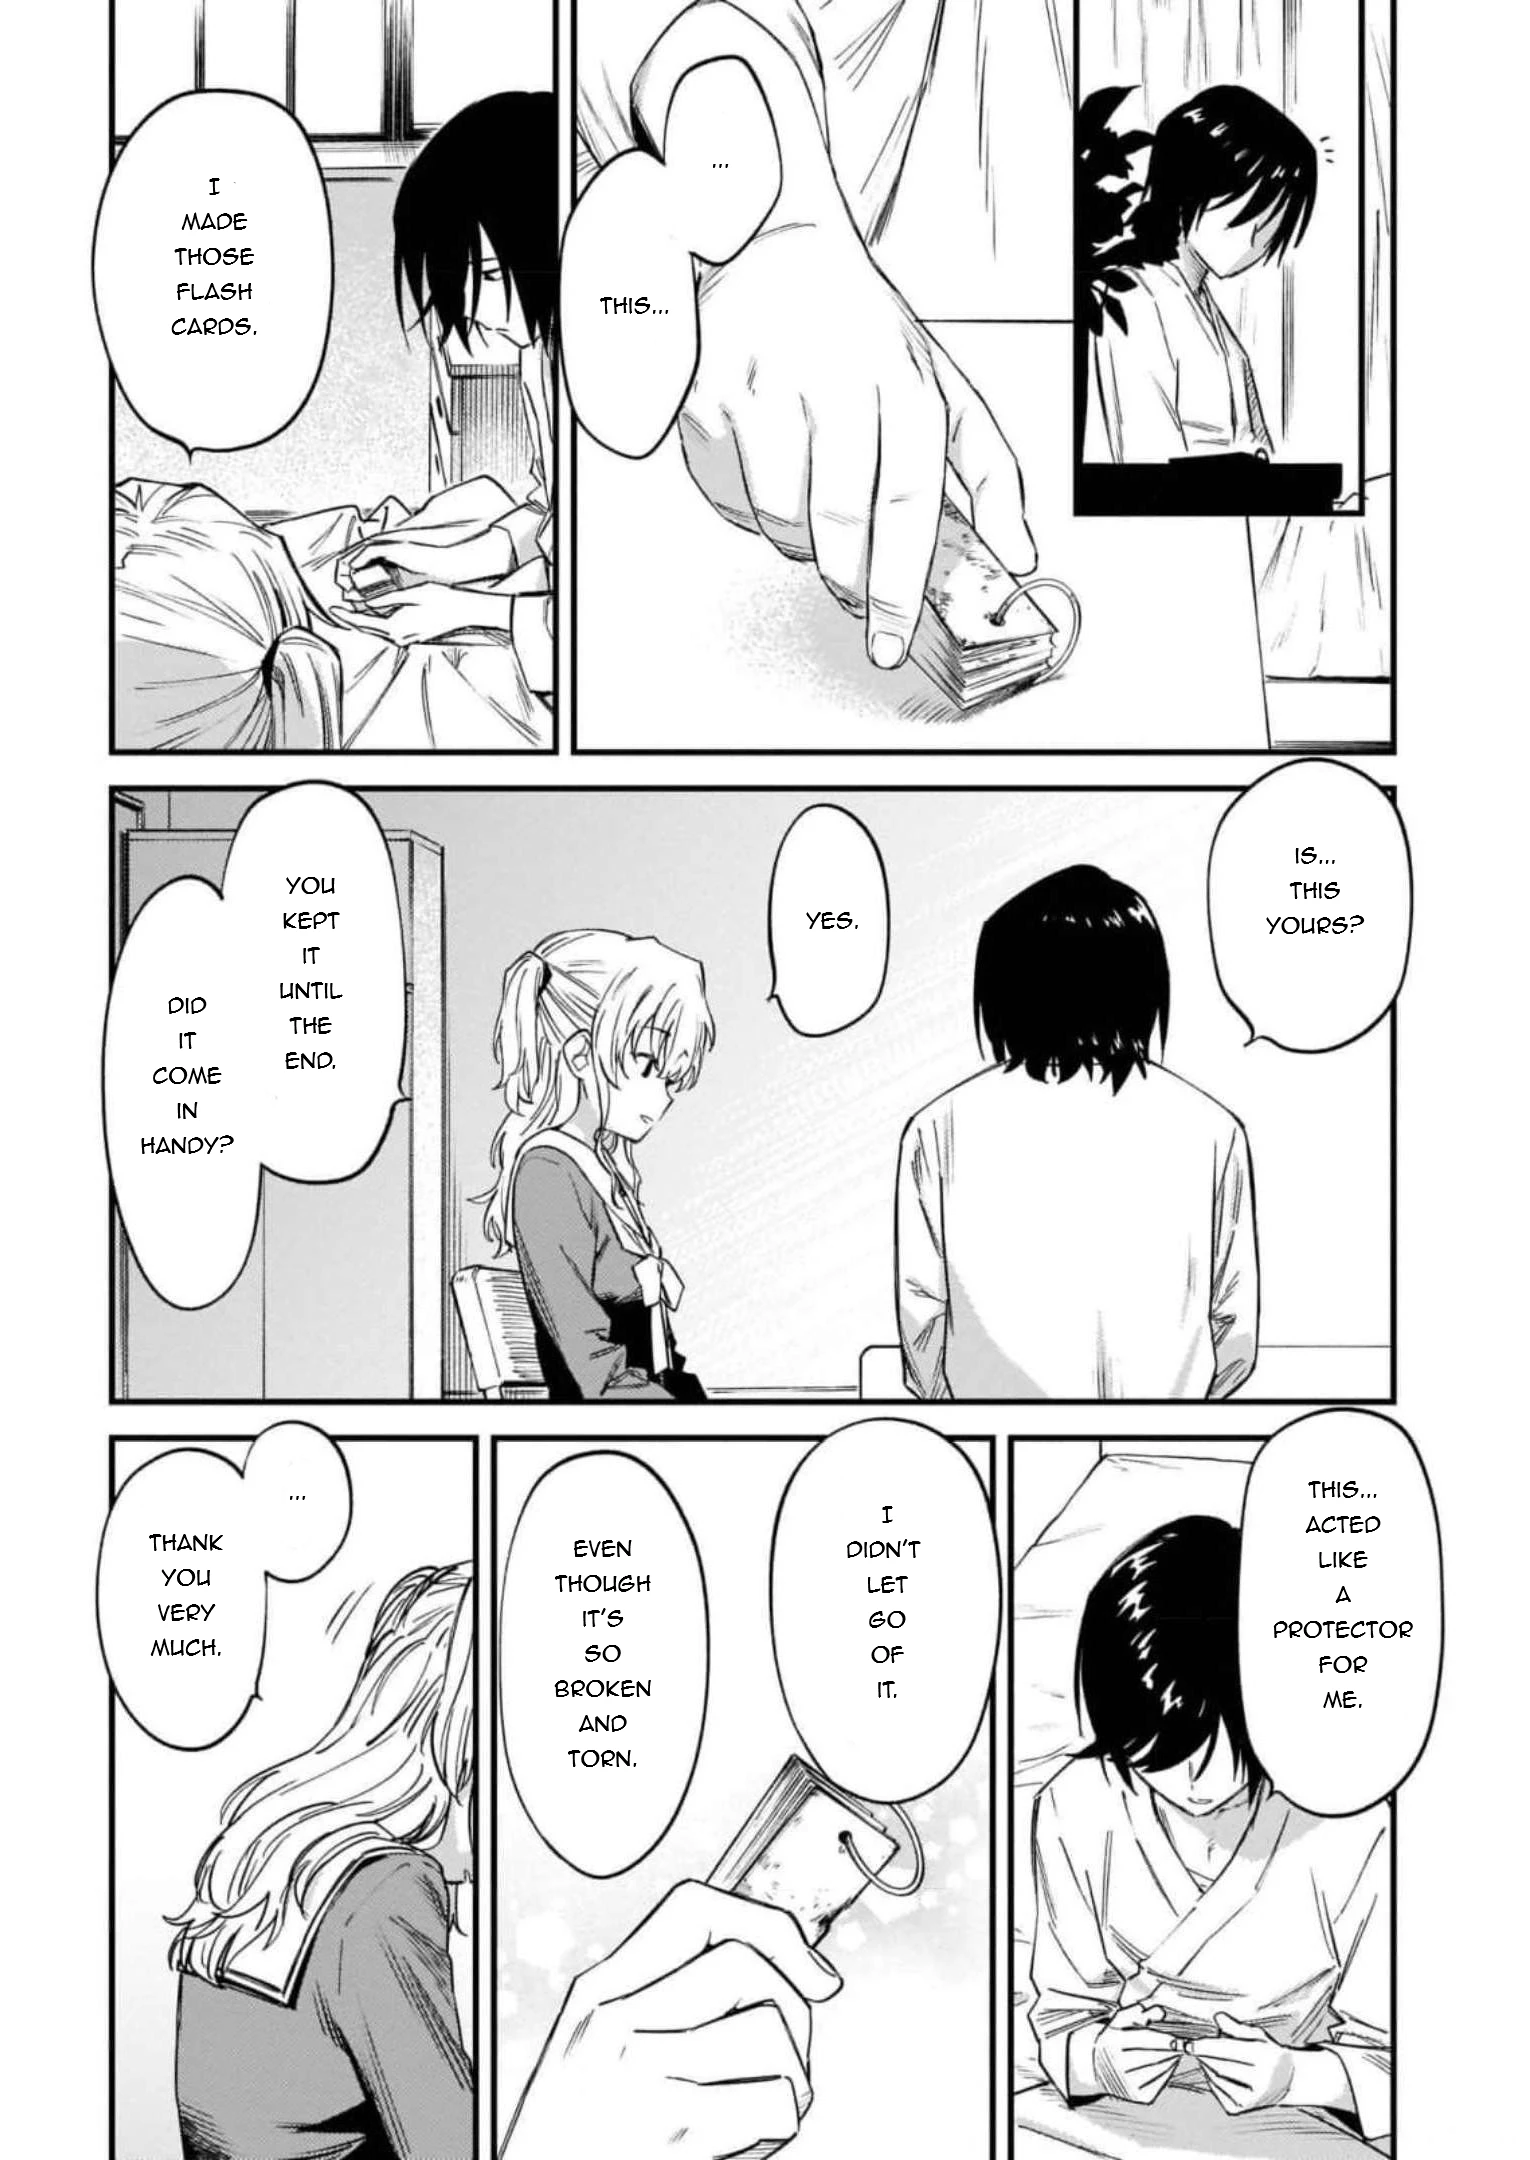 ...
THIS...
I
MADE
THOSE
FLASH
CARDS.
IS...
THIS
YOURS?
YES.
YOU
KEPT
IT
UNTIL
THE
END.
DID
IT
COME
IN
HANDY?
THIS...
ACTED
LIKE
A
PROTECTOR
FOR
ME.
I
DIDN'T
LET
GO
OF
IT.
EVEN
THOUGH
IT'S
SO
BROKEN
AND
TORN.
...
THANK
YOU
VERY
MUCH.